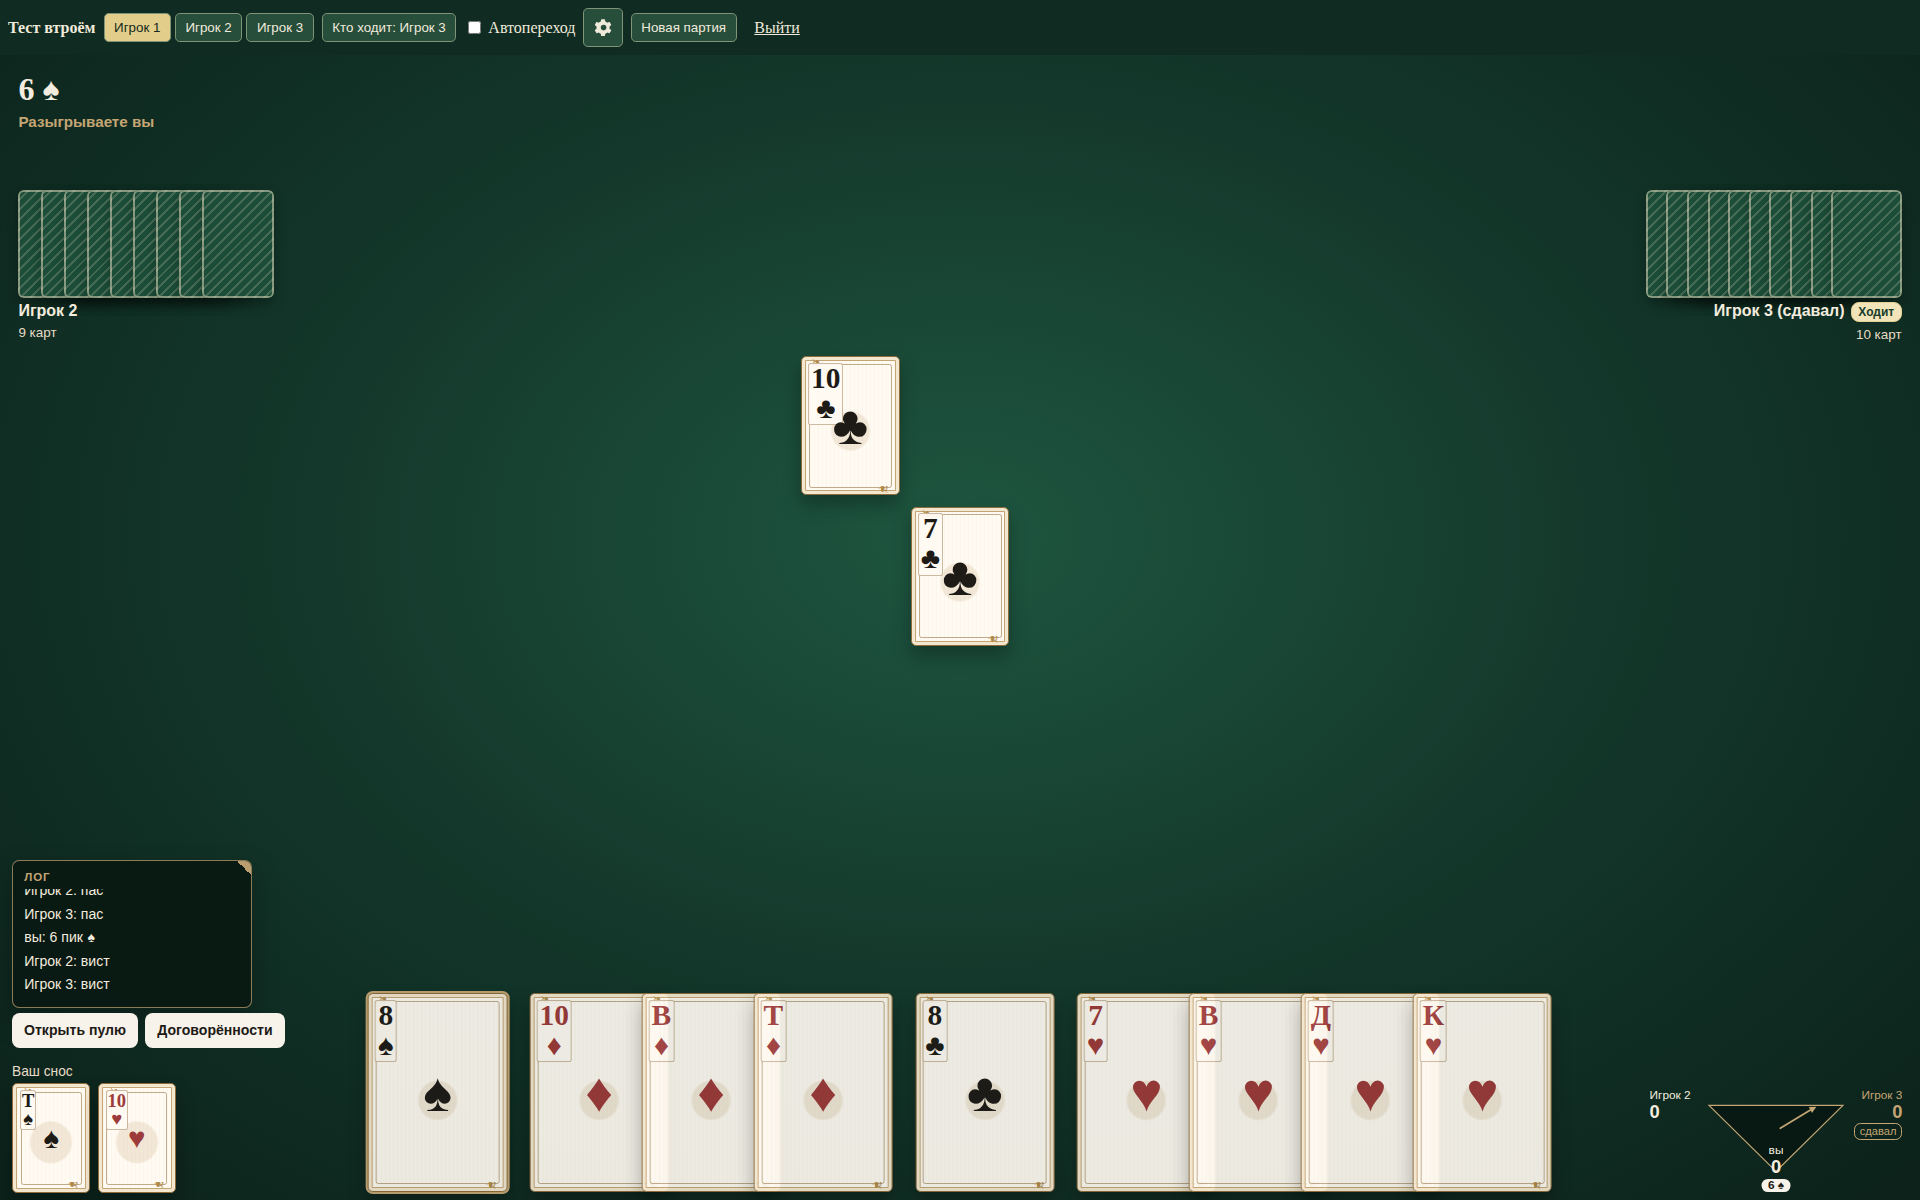 Тест втроём Игрок 1 Игрок 2 Игрок 3 Кто ходит: Игрок 3 Автопереход Новая партия Выйти
6 ♠
Разыгрываете вы
Игрок 2
9 карт
Игрок 3 (сдавал) Ходит
10 карт
10
♣
♣
7
♣
♣
ЛОГ
Игрок 2: пас
Игрок 3: пас
вы: 6 пик ♠
Игрок 2: вист
Игрок 3: вист
Открыть пулю Договорённости
Ваш снос
Т
♠
♠
10
♥
♥
8
♠
♠
10
♦
♦
В
♦
♦
Т
♦
♦
8
♣
♣
7
♥
♥
В
♥
♥
Д
♥
♥
К
♥
♥
Игрок 2
0
Игрок 3
0
сдавал
вы
0
6 ♠